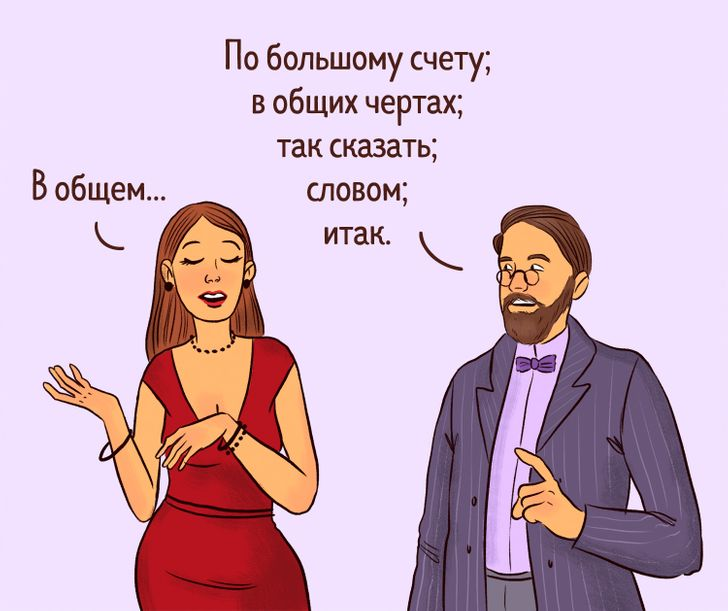 По большому счету;
в общих чертах;
так сказать;
словом;
итак.
В общем...